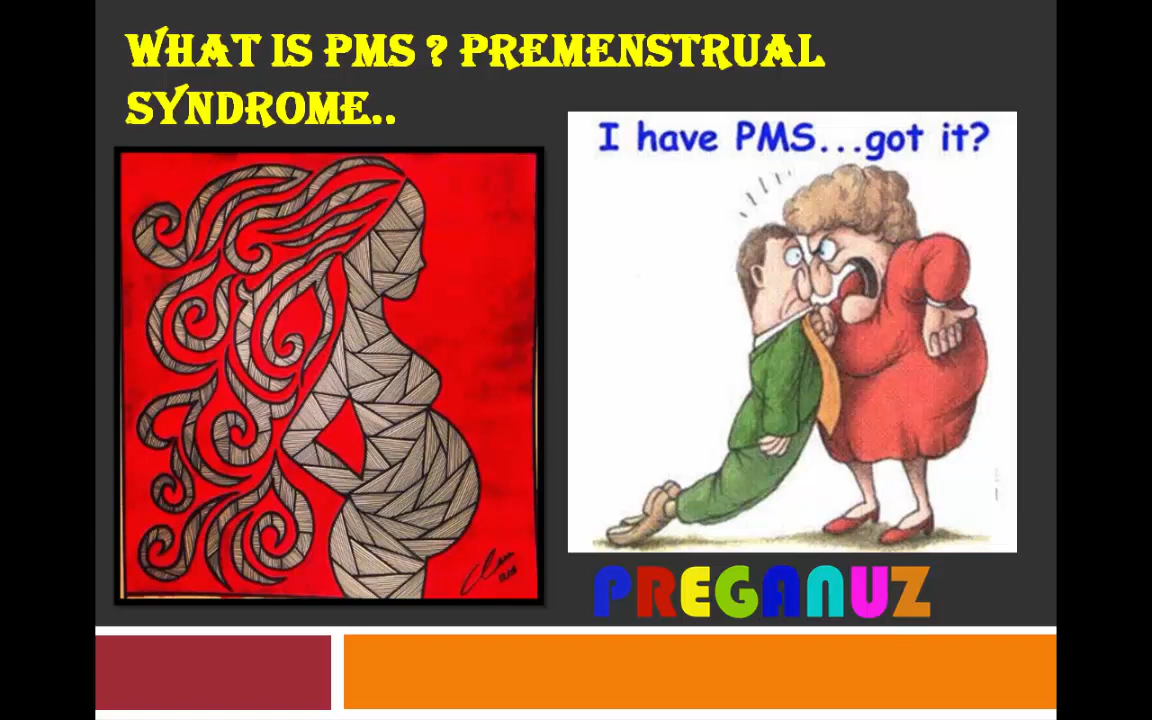 WHAT IS PMS ? PREMENSTRUAL
SYNDROME..
I have PMS...got it?
PREGANUZ